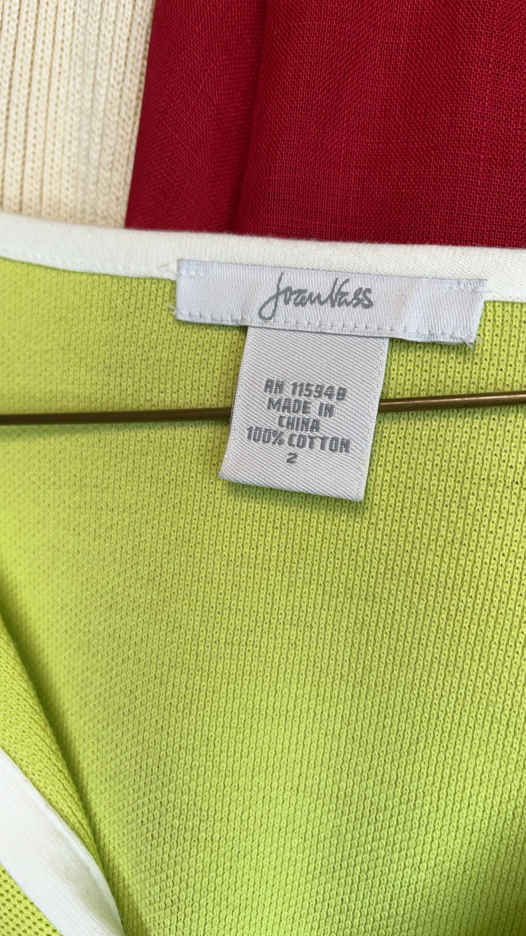 Joan Vass
RN 115948
MADE IN
CHINA
100% COTTON
2